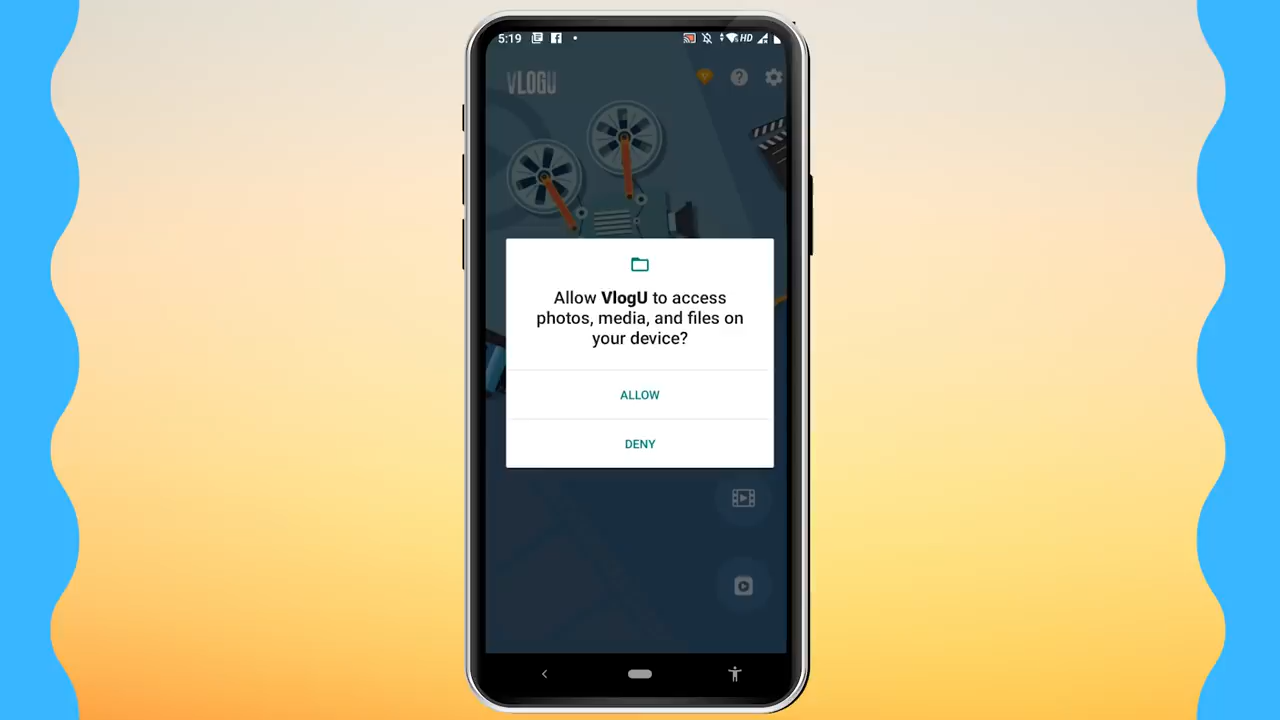 5:19
HD
VLOGU
Allow VlogU to access
photos, media, and files on
your device?
ALLOW
DENY